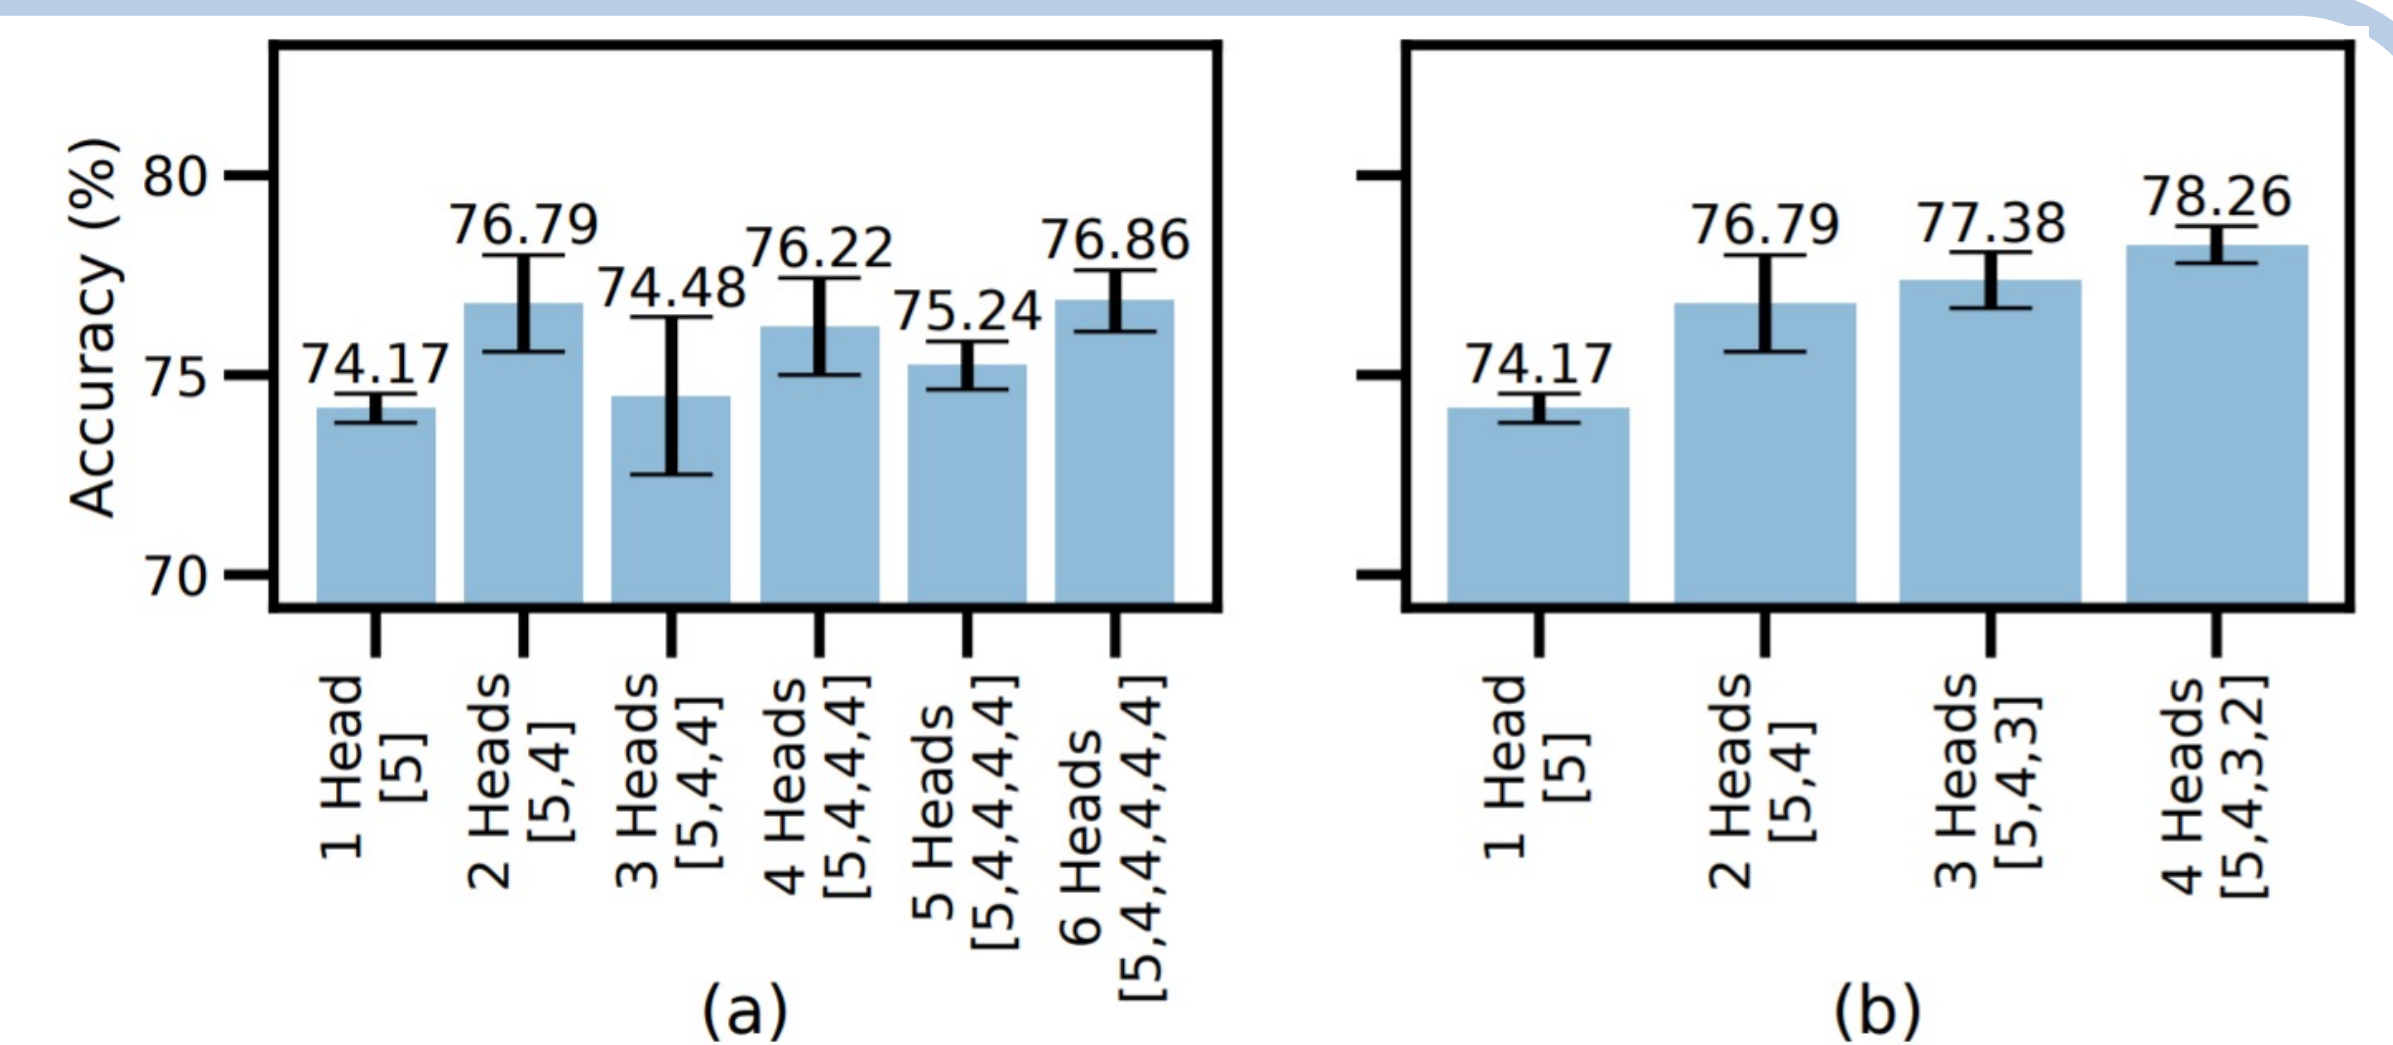 Accuracy (%)
80
75
70
74.17
76.79
74.48
76.22
75.24
76.86
1 Head
[5]
2 Heads
[5,4]
3 Heads
[5,4,4]
4 Heads
[5,4,4,4]
5 Heads
[5,4,4,4,4]
6 Heads
[5,4,4,4,4,4]
(a)
74.17
76.79
77.38
78.26
1 Head
[5]
2 Heads
[5,4]
3 Heads
[5,4,3]
4 Heads
[5,4,3,2]
(b)